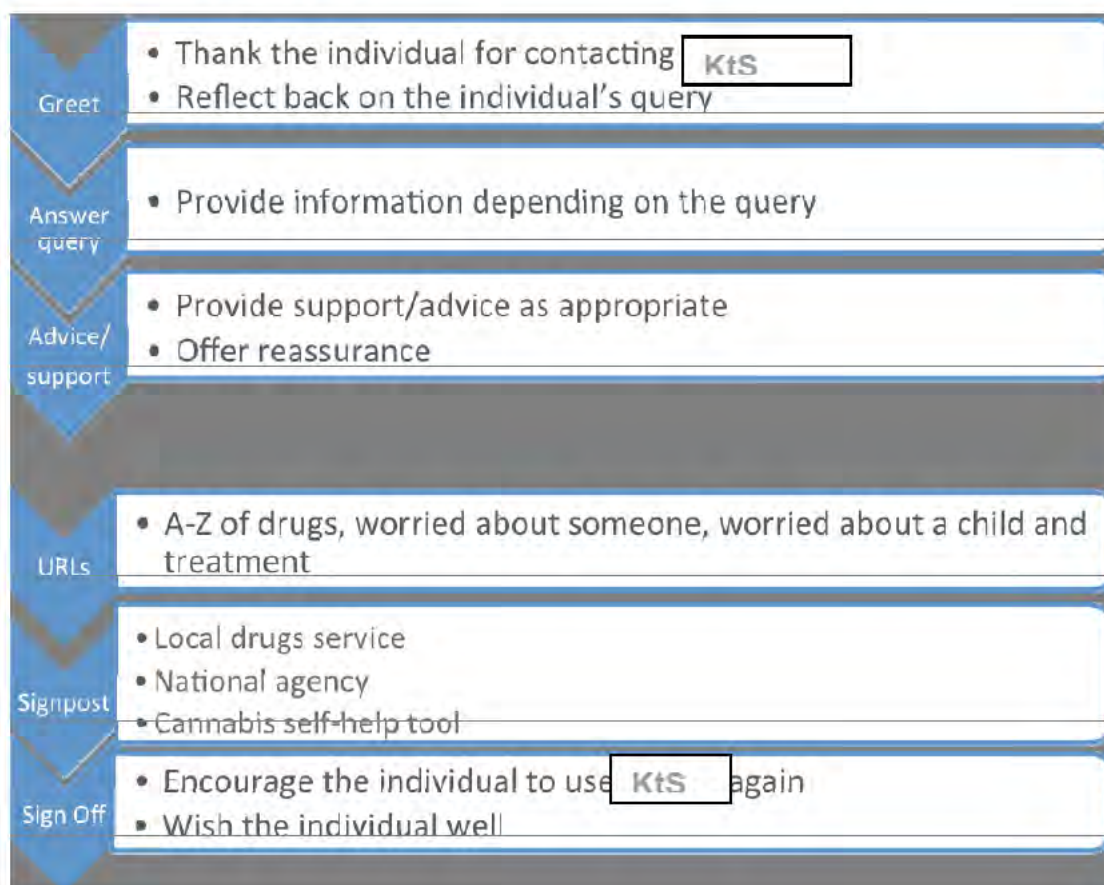 Greet
• Thank the individual for contacting KtS
• Reflect back on the individual's query
Answer
query
• Provide information depending on the query
Advice/
support
• Provide support/advice as appropriate
• Offer reassurance
URLs
• A-Z of drugs, worried about someone, worried about a child and
treatment
Signpost
• Local drugs service
• National agency
• Cannabis self-help tool
Sign Off
• Encourage the individual to use KtS again
• Wish the individual well